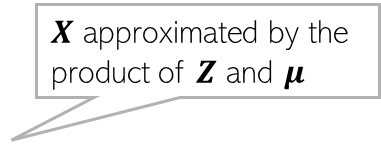 X approximated by the
product of Z and μ